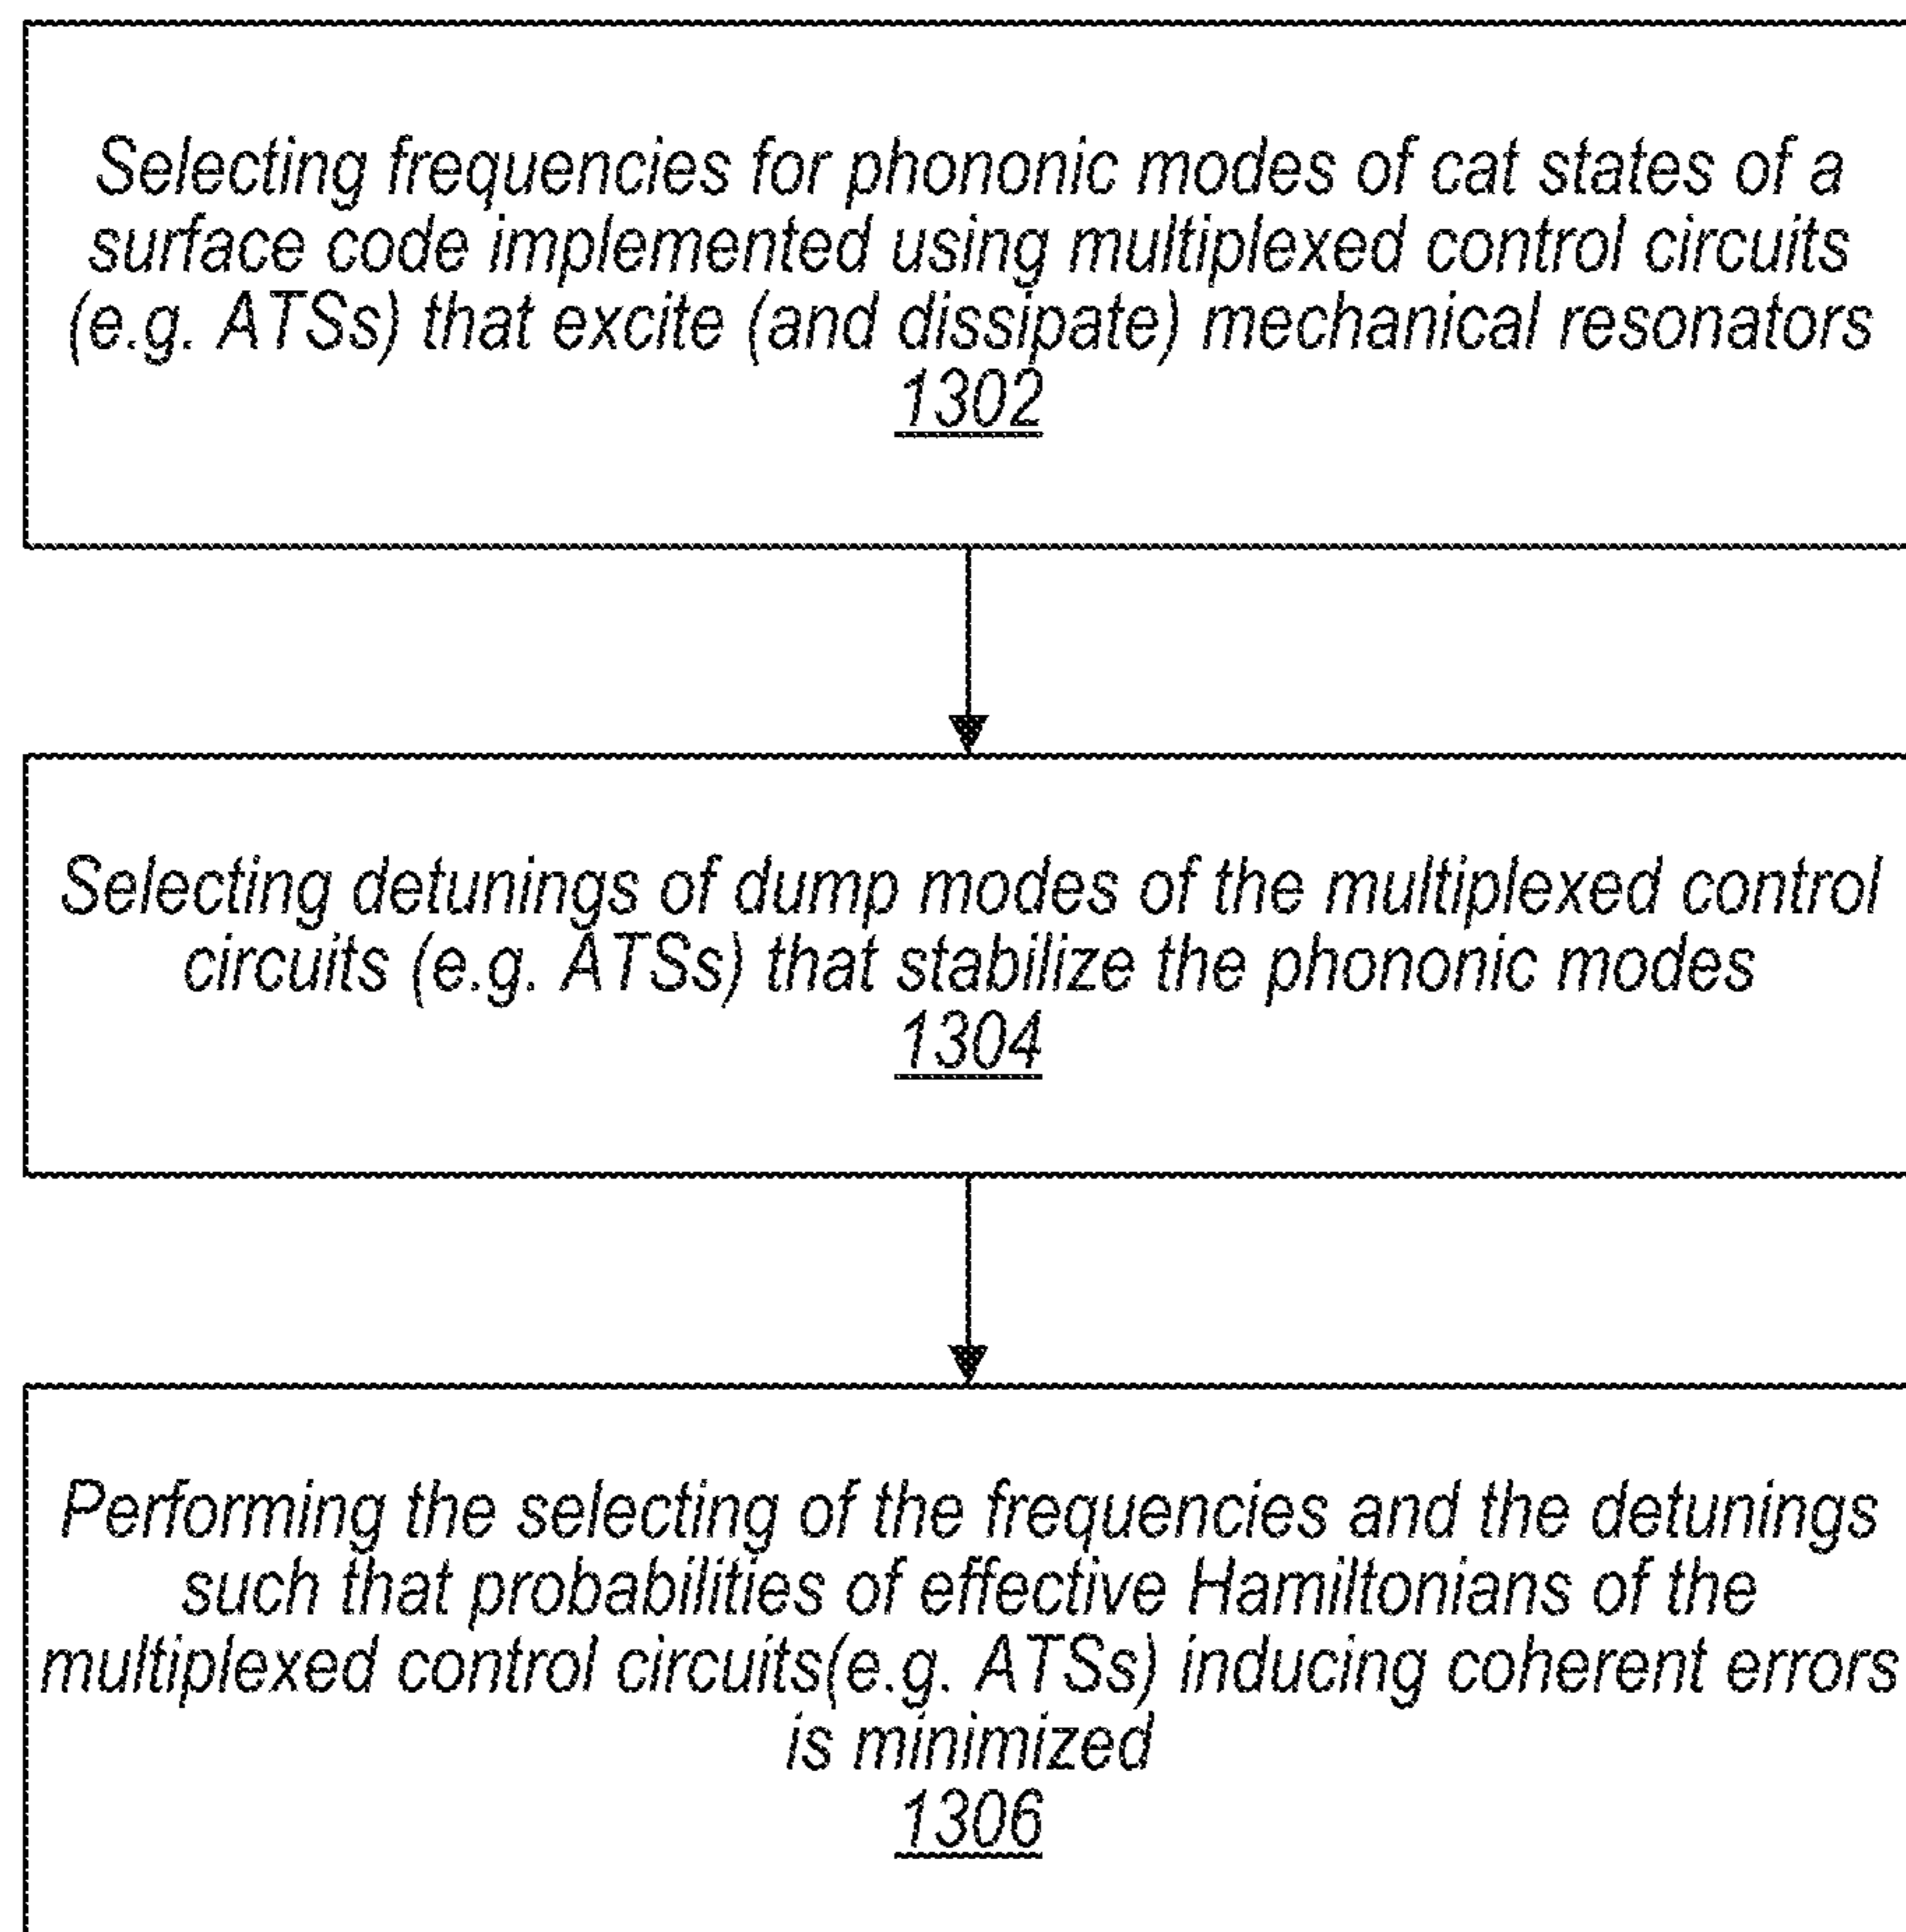 Selecting frequencies for phononic modes of cat states of a
surface code implemented using multiplexed control circuits
(e.g. ATSs) that excite (and dissipate) mechanical resonators
1302
Selecting detunings of dump modes of the multiplexed control
circuits (e.g. ATSs) that stabilize the phononic modes
1304
Performing the selecting of the frequencies and the detunings
such that probabilities of effective Hamiltonians of the
multiplexed control circuits(e.g. ATSs) inducing coherent errors
is minimized
1306